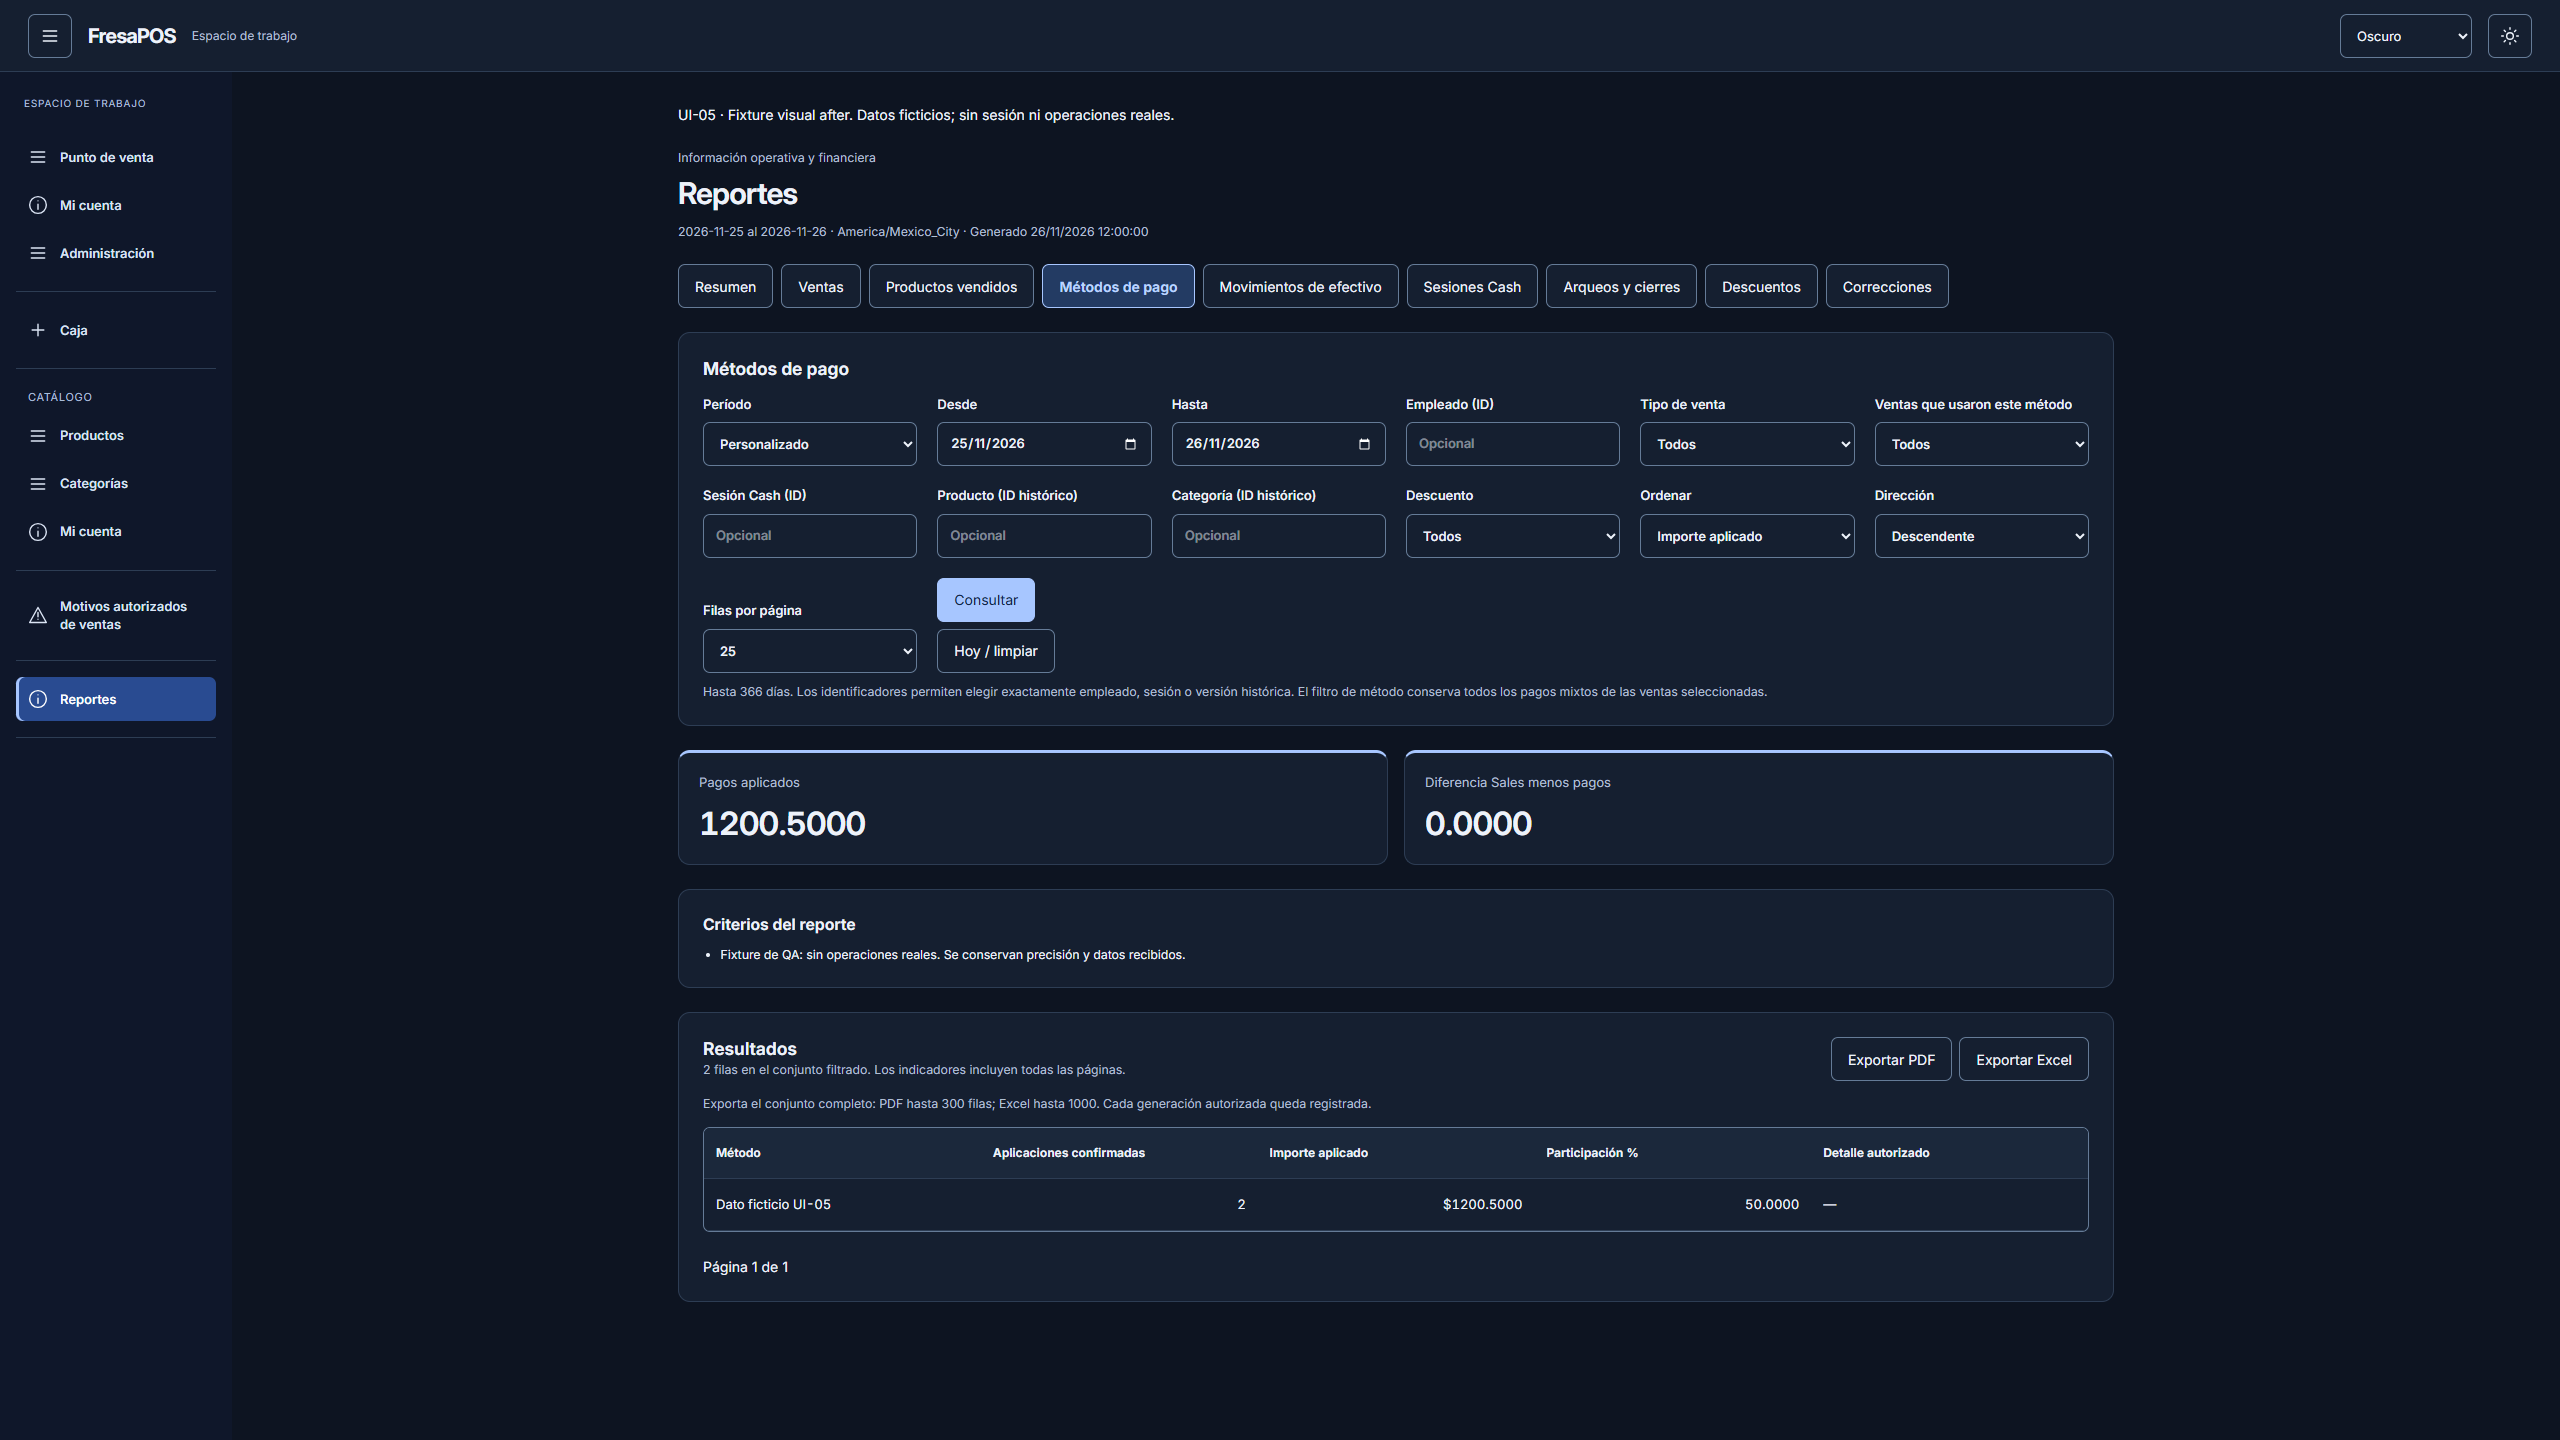 FresaPOS
Espacio de trabajo
Oscuro
ESPACIO DE TRABAJO
Punto de venta
Mi cuenta
Administración
Caja
CATÁLOGO
Productos
Categorías
Mi cuenta
Motivos autorizados
de ventas
Reportes
UI-05 · Fixture visual after. Datos ficticios; sin sesión ni operaciones reales.
Información operativa y financiera
Reportes
2026-11-25 al 2026-11-26 · America/Mexico_City · Generado 26/11/2026 12:00:00
Resumen
Ventas
Productos vendidos
Métodos de pago
Movimientos de efectivo
Sesiones Cash
Arqueos y cierres
Descuentos
Correcciones
Métodos de pago
Período
Desde
Hasta
Empleado (ID)
Tipo de venta
Ventas que usaron este método
Personalizado
25/11/2026
26/11/2026
Opcional
Todos
Todos
Sesión Cash (ID)
Producto (ID histórico)
Categoría (ID histórico)
Descuento
Ordenar
Dirección
Opcional
Opcional
Opcional
Todos
Importe aplicado
Descendente
Filas por página
Consultar
25
Hoy / limpiar
Hasta 366 días. Los identificadores permiten elegir exactamente empleado, sesión o versión histórica. El filtro de método conserva todos los pagos mixtos de las ventas seleccionadas.
Pagos aplicados
1200.5000
Diferencia Sales menos pagos
0.0000
Criterios del reporte
• Fixture de QA: sin operaciones reales. Se conservan precisión y datos recibidos.
Resultados
2 filas en el conjunto filtrado. Los indicadores incluyen todas las páginas.
Exportar PDF
Exportar Excel
Exporta el conjunto completo: PDF hasta 300 filas; Excel hasta 1000. Cada generación autorizada queda registrada.
Método
Aplicaciones confirmadas
Importe aplicado
Participación %
Detalle autorizado
Dato ficticio UI-05
2
$1200.5000
50.0000
—
Página 1 de 1